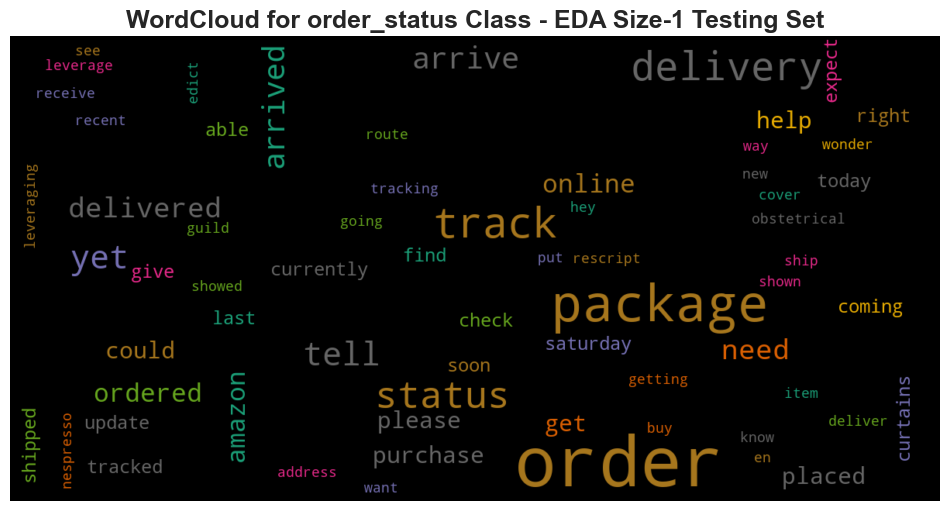 WordCloud for order_status Class - EDA Size-1 Testing Set
see
leverage
edict
arrived
arrive
delivery
expect
receive
recent
able
route
help
right
way
wonder
leveraging
tracking
online
new
today
cover
delivered
guild
going
track
hey
obstetrical
yet
give
currently
find
put
rescript
ship
shown
showed
package
coming
last
check
could
tell
saturday
need
soon
getting
ordered
amazon
status
item
curtains
shipped
nespresso
update
please
get
buy
deliver
know
tracked
purchase
order
en
address
want
placed